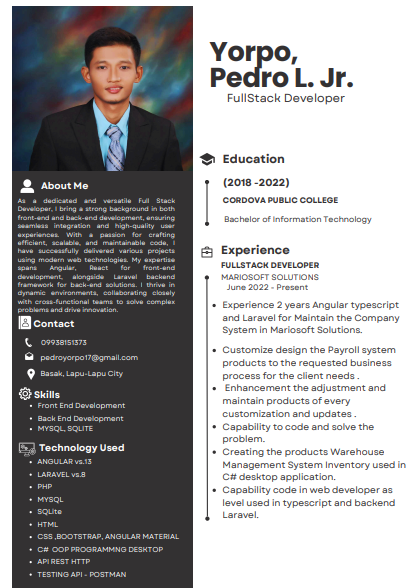 Yorpo,
Pedro L. Jr.
FullStack Developer
About Me
As a dedicated and versatile Full Stack
Developer, I bring a strong background in both
front-end and back-end development, ensuring
seamless integration and high-quality user
experiences. With a passion for crafting
efficient, scalable, and maintainable code, I
have successfully delivered various projects
using modern web technologies. My expertise
spans Angular, React for front-end
development, alongside Laravel backend
framework for back-end solutions. I thrive in
dynamic environments, collaborating closely
with cross-functional teams to solve complex
problems and drive innovation.
Contact
09938151373
pedroyorpo17@gmail.com
Basak, Lapu-Lapu City
Skills
• Front End Development
• Back End Development
• MYSQL, SQLITE
Technology Used
• ANGULAR vs.13
• LARAVEL vs.8
• PHP
• MYSQL
• SQLite
• HTML
• CSS ,BOOTSTRAP, ANGULAR MATERIAL
• C# OOP PROGRAMMNG DESKTOP
• API REST HTTP
• TESTING API - POSTMAN
Education
(2018 -2022)
CORDOVA PUBLIC COLLEGE
Bachelor of Information Technology
Experience
FULLSTACK DEVELOPER
MARIOSOFT SOLUTIONS
June 2022 - Present
• Experience 2 years Angular typescript
and Laravel for Maintain the Company
System in Mariosoft Solutions.
• Customize design the Payroll system
products to the requested business
process for the client needs .
• Enhancement the adjustment and
maintain products of every
customization and updates .
• Capability to code and solve the
problem.
• Creating the products Warehouse
Management System Inventory used in
C# desktop application.
• Capability code in web developer as
level used in typescript and backend
Laravel.